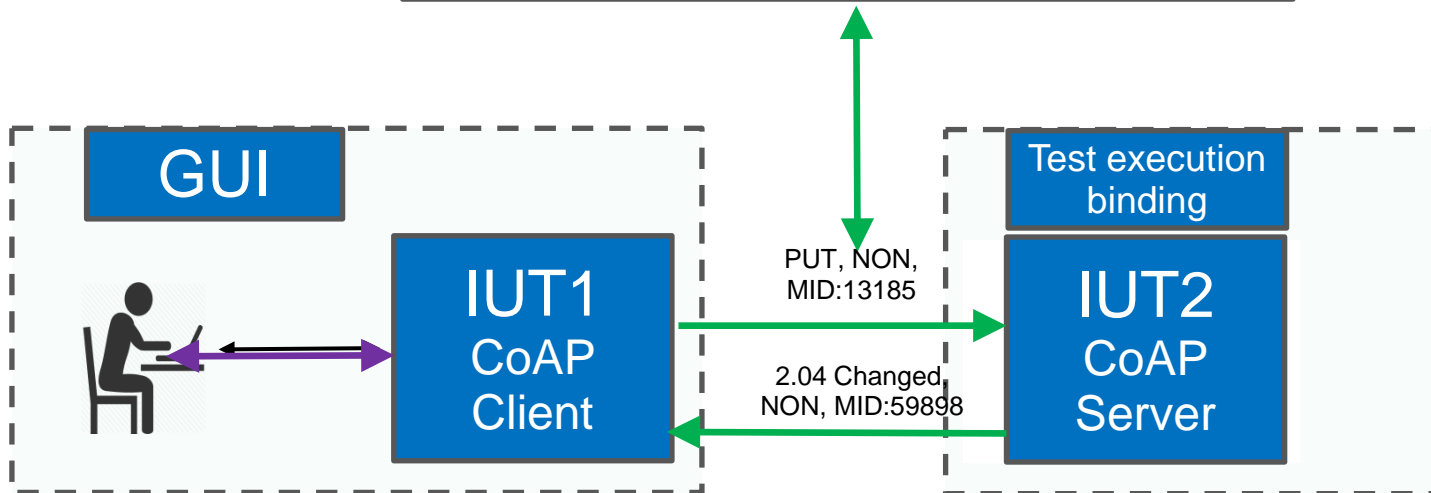 GUI
IUT1
CoAP
Client
PUT, NON,
MID:13185
2.04 Changed,
NON, MID:59898
Test execution
binding
IUT2
CoAP
Server